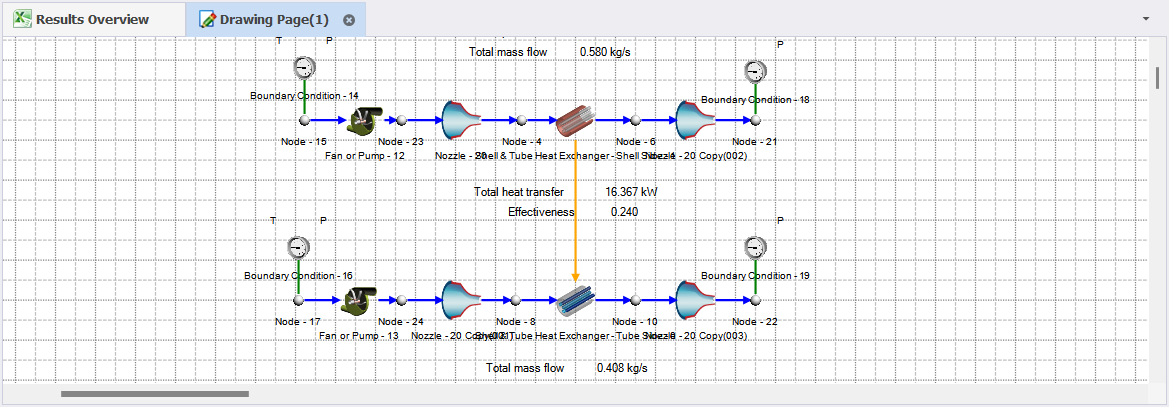 Results Overview
Drawing Page(1)
T P
Total mass flow 0.580 kg/s
P
Boundary Condition - 14
Boundary Condition - 18
Node - 15
Node - 23
Node - 4
Node - 6
Node - 21
Fan or Pump - 12
Nozzle - 20
Shell & Tube Heat Exchanger - Shell Side - 4
Nozzle - 20 Copy(002)
Total heat transfer 16.367 kW
Effectiveness 0.240
T P
P
Boundary Condition - 16
Boundary Condition - 19
Node - 17
Node - 24
Node - 8
Node - 10
Node - 22
Fan or Pump - 13
Nozzle - 20 Copy(001)
Shell & Tube Heat Exchanger - Tube Side
Nozzle - 20 Copy(003)
Total mass flow 0.408 kg/s